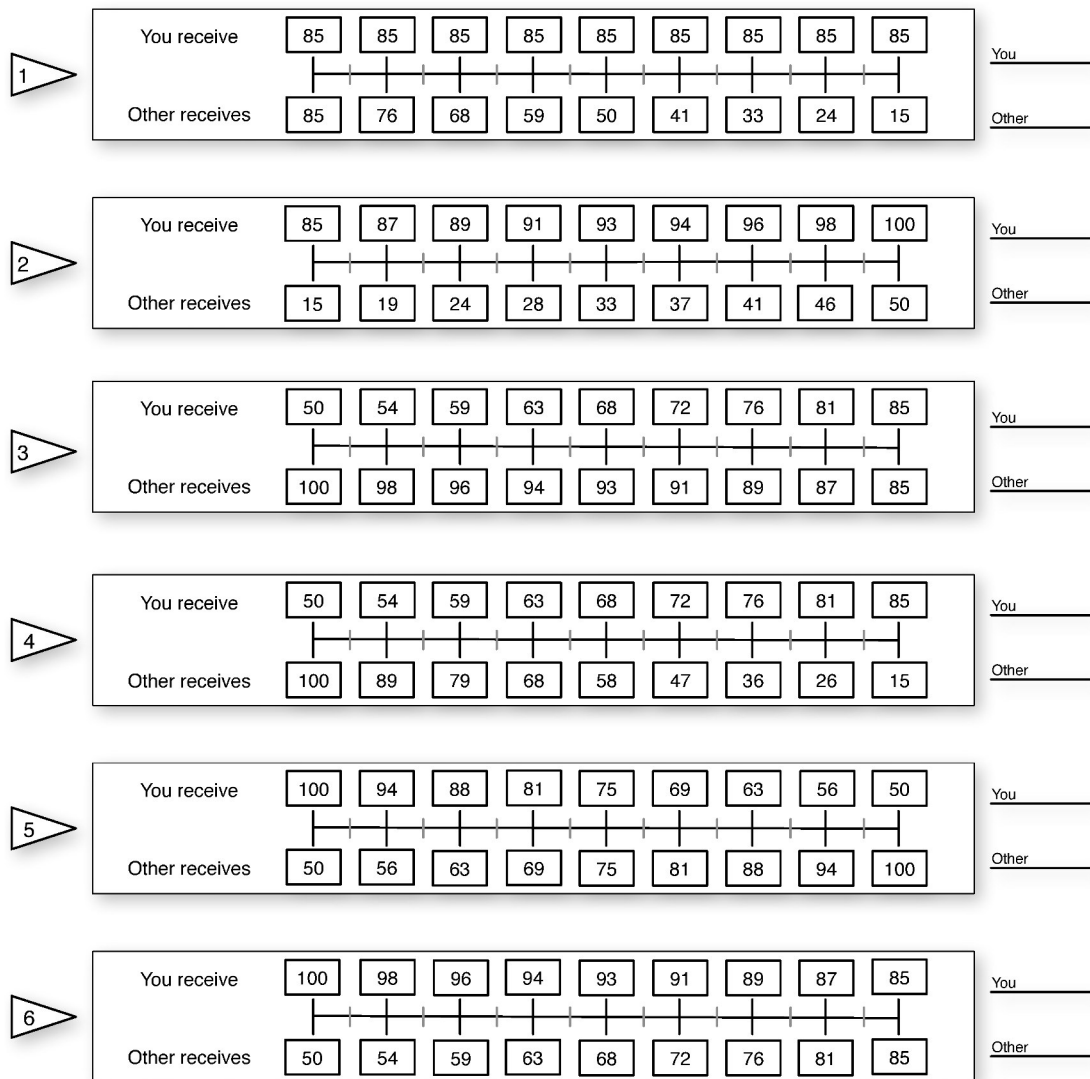 You receive 85 85 85 85 85 85 85 85 85
You
1
Other receives 85 76 68 59 50 41 33 24 15
Other
You receive 85 87 89 91 93 94 96 98 100
You
2
Other receives 15 19 24 28 33 37 41 46 50
Other
You receive 50 54 59 63 68 72 76 81 85
You
3
Other receives 100 98 96 94 93 91 89 87 85
Other
You receive 50 54 59 63 68 72 76 81 85
You
4
Other receives 100 89 79 68 58 47 36 26 15
Other
You receive 100 94 88 81 75 69 63 56 50
You
5
Other receives 50 56 63 69 75 81 88 94 100
Other
You receive 100 98 96 94 93 91 89 87 85
You
6
Other receives 50 54 59 63 68 72 76 81 85
Other